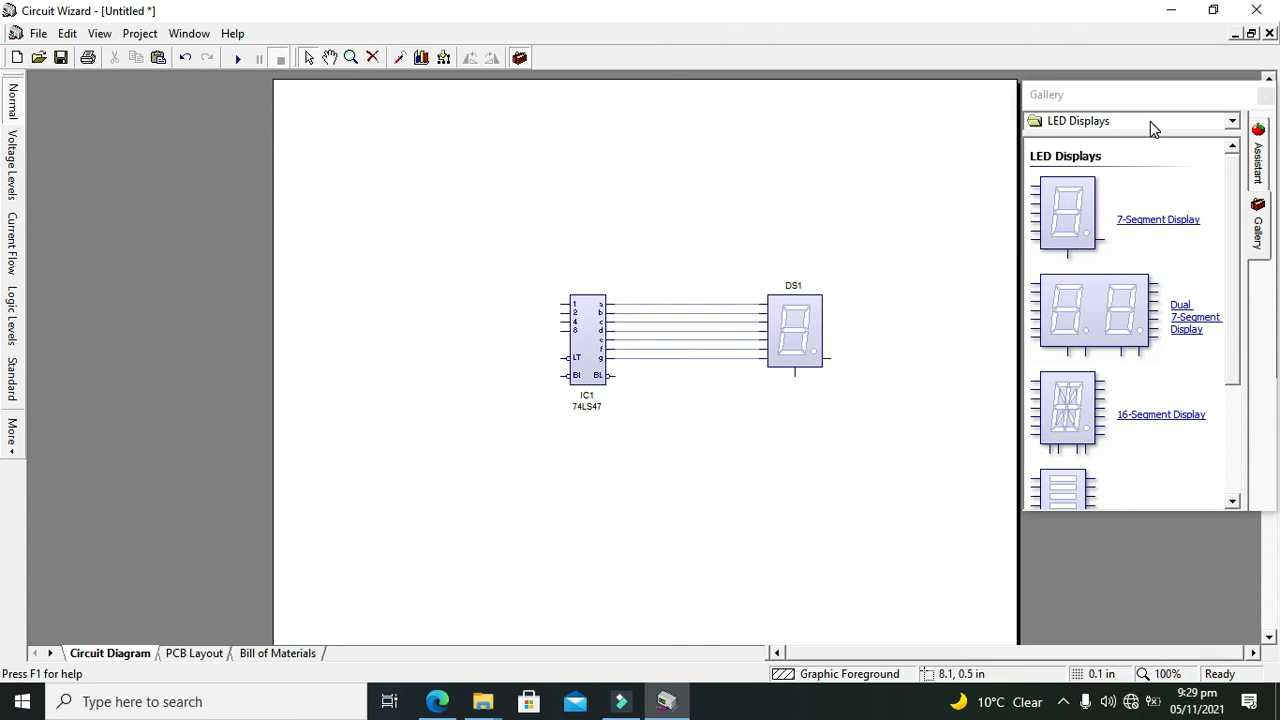 Circuit Wizard - [Untitled *]
File Edit View Project Window Help
Normal
Voltage Levels
Current Flow
Logic Levels
Standard
More
Gallery
LED Displays
LED Displays
7-Segment Display
Dual
7-Segment
Display
16-Segment Display
Assistant
Gallery
DS1
1 a
2 b
4 c
8 d
e
f
LT g
BI BL
IC1
74LS47
Circuit Diagram PCB Layout Bill of Materials
Press F1 for help Graphic Foreground 8.1, 0.5 in 0.1 in 100% Ready
Type here to search 10°C Clear 9:29 pm
05/11/2021